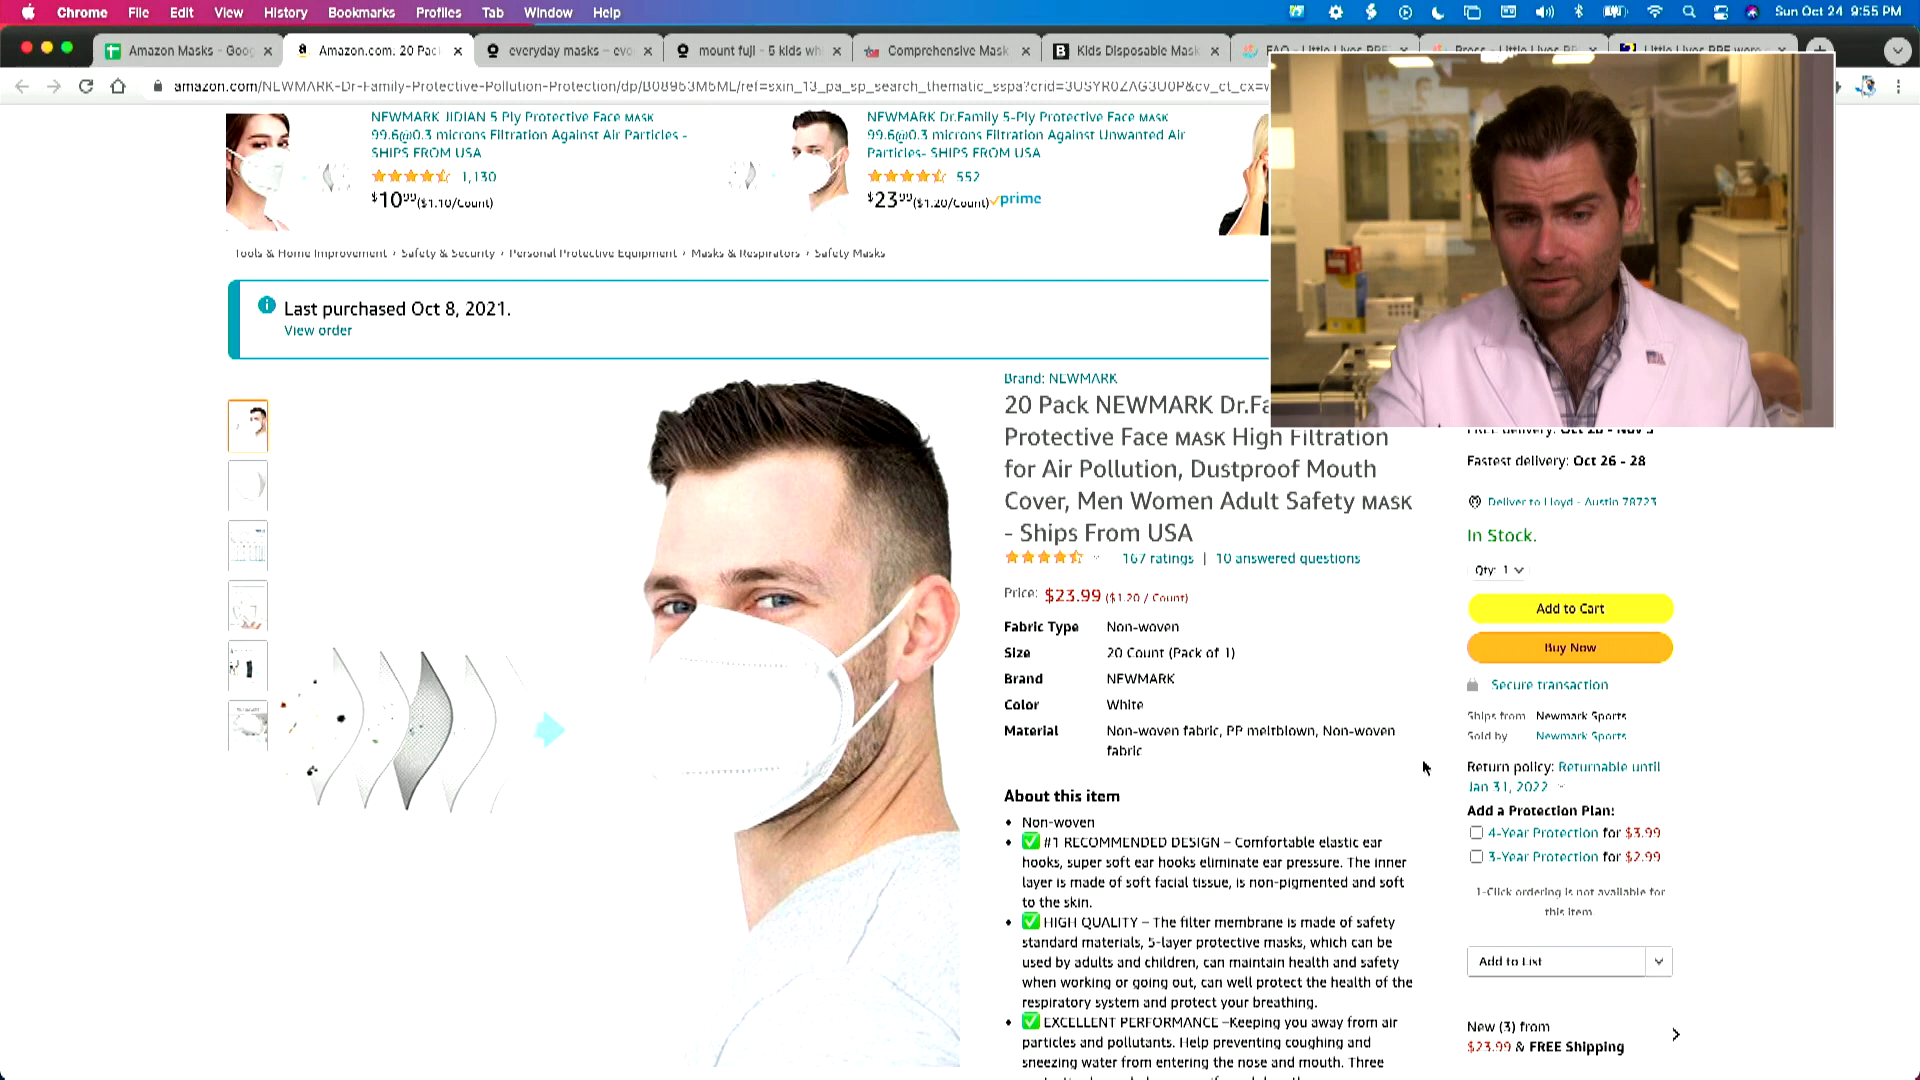 Chrome File Edit View History Bookmarks Profiles Tab Window Help
Sun Oct 24 9:55 PM
Amazon Masks - Goog
Amazon.com: 20 Pac
everyday masks – evo
mount fuji - 5 kids wh
Comprehensive Mask
Kids Disposable Mask
FAQ – Little Lives PPE
Press – Little Lives PPE
Little Lives PPE
amazon.com/NEWMARK-Dr-Family-Protective-Pollution-Protection/dp/B08953M5ML/ref=sxin_13_pa_sp_search_thematic_sspa?crid=3USYR0ZAG3U0P&cv_ct_cx=
NEWMARK JIDIAN 5 Ply Protective Face MASK
99.6@0.3 microns Filtration Against Air Particles -
SHIPS FROM USA
1,130
$10.99 ($1.10/Count)
NEWMARK Dr.Family 5-Ply Protective Face MASK
99.6@0.3 microns Filtration Against Unwanted Air
Particles- SHIPS FROM USA
552
$23.99 ($1.20/Count) prime
Tools & Home Improvement › Safety & Security › Personal Protective Equipment › Masks & Respirators › Safety Masks
Last purchased Oct 8, 2021.
View order
Brand: NEWMARK
20 Pack NEWMARK Dr.Fa
Protective Face MASK High Filtration
for Air Pollution, Dustproof Mouth
Cover, Men Women Adult Safety MASK
- Ships From USA
167 ratings | 10 answered questions
Price: $23.99 ($1.20 / Count)
Fabric Type Non-woven
Size 20 Count (Pack of 1)
Brand NEWMARK
Color White
Material Non-woven fabric, PP meltblown, Non-woven
fabric
About this item
• Non-woven
• ✅ #1 RECOMMENDED DESIGN – Comfortable elastic ear
hooks, super soft ear hooks eliminate ear pressure. The inner
layer is made of soft facial tissue, is non-pigmented and soft
to the skin.
• ✅ HIGH QUALITY – The filter membrane is made of safety
standard materials, 5-layer protective masks, which can be
used by adults and children, can maintain health and safety
when working or going out, can well protect the health of the
respiratory system and protect your breathing.
• ✅ EXCELLENT PERFORMANCE –Keeping you away from air
particles and pollutants. Help preventing coughing and
sneezing water from entering the nose and mouth. Three
FREE delivery:
Fastest delivery: Oct 26 - 28
Deliver to Lloyd - Austin 78723
In Stock.
Qty: 1
Add to Cart
Buy Now
Secure transaction
Ships from Newmark Sports
Sold by Newmark Sports
Return policy: Returnable until
Jan 31, 2022
Add a Protection Plan:
4-Year Protection for $3.99
3-Year Protection for $2.99
1-Click ordering is not available for
this item.
Add to List
New (3) from
$23.99 & FREE Shipping